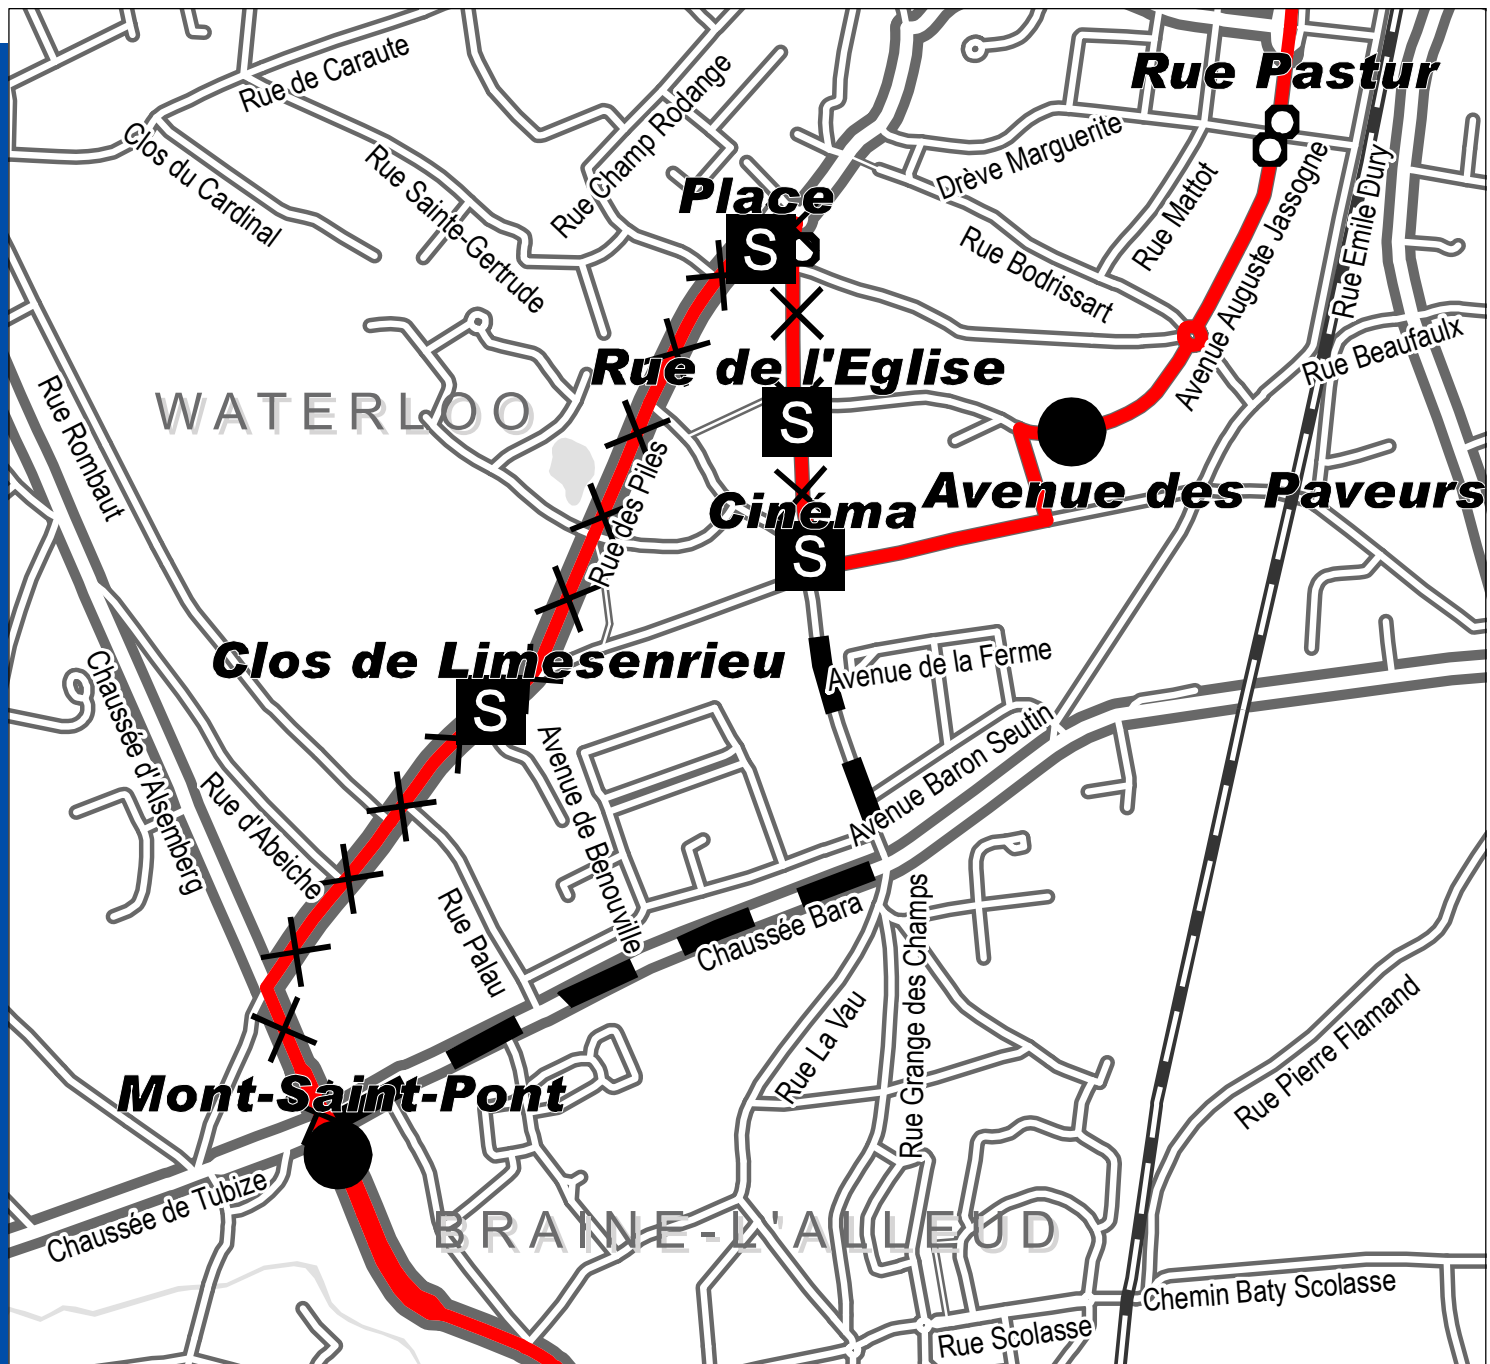 Rue Pastur
Rue de Caraute
Rue Champ Rodange
Clos du Cardinal
Rue Sainte-Gertrude
Drève Marguerite
Rue Mattot
Avenue Auguste Jassogne
Rue Emile Dury
Place
S
Rue Bodrissart
Rue Beaufaulx
Rue de l'Eglise
WATERLOO
S
Rue Rombaut
Rue des Piles
Avenue des Paveurs
Cinéma
S
Clos de Limesenrieu
S
Avenue de la Ferme
Chaussée d'Alsemberg
Avenue de Benouville
Avenue Baron Seutin
Rue d'Abeiche
Rue Palau
Chaussée Bara
Rue Grange des Champs
Rue La Vau
Rue Pierre Flamand
Mont-Saint-Pont
Chaussée de Tubize
BRAINE-L'ALLEUD
Chemin Baty Scolasse
Rue Scolasse